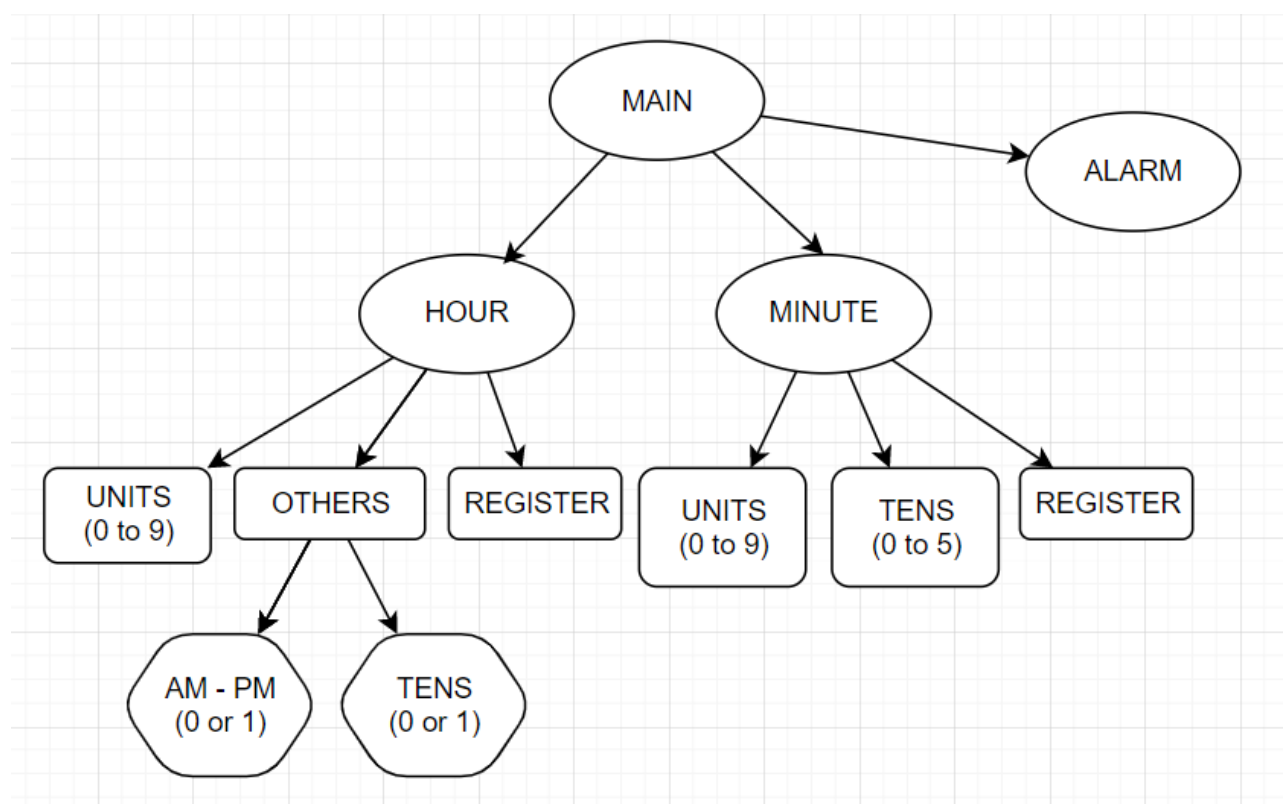 MAIN
ALARM
HOUR
MINUTE
UNITS
(0 to 9)
OTHERS
REGISTER
UNITS
(0 to 9)
TENS
(0 to 5)
REGISTER
AM - PM
(0 or 1)
TENS
(0 or 1)